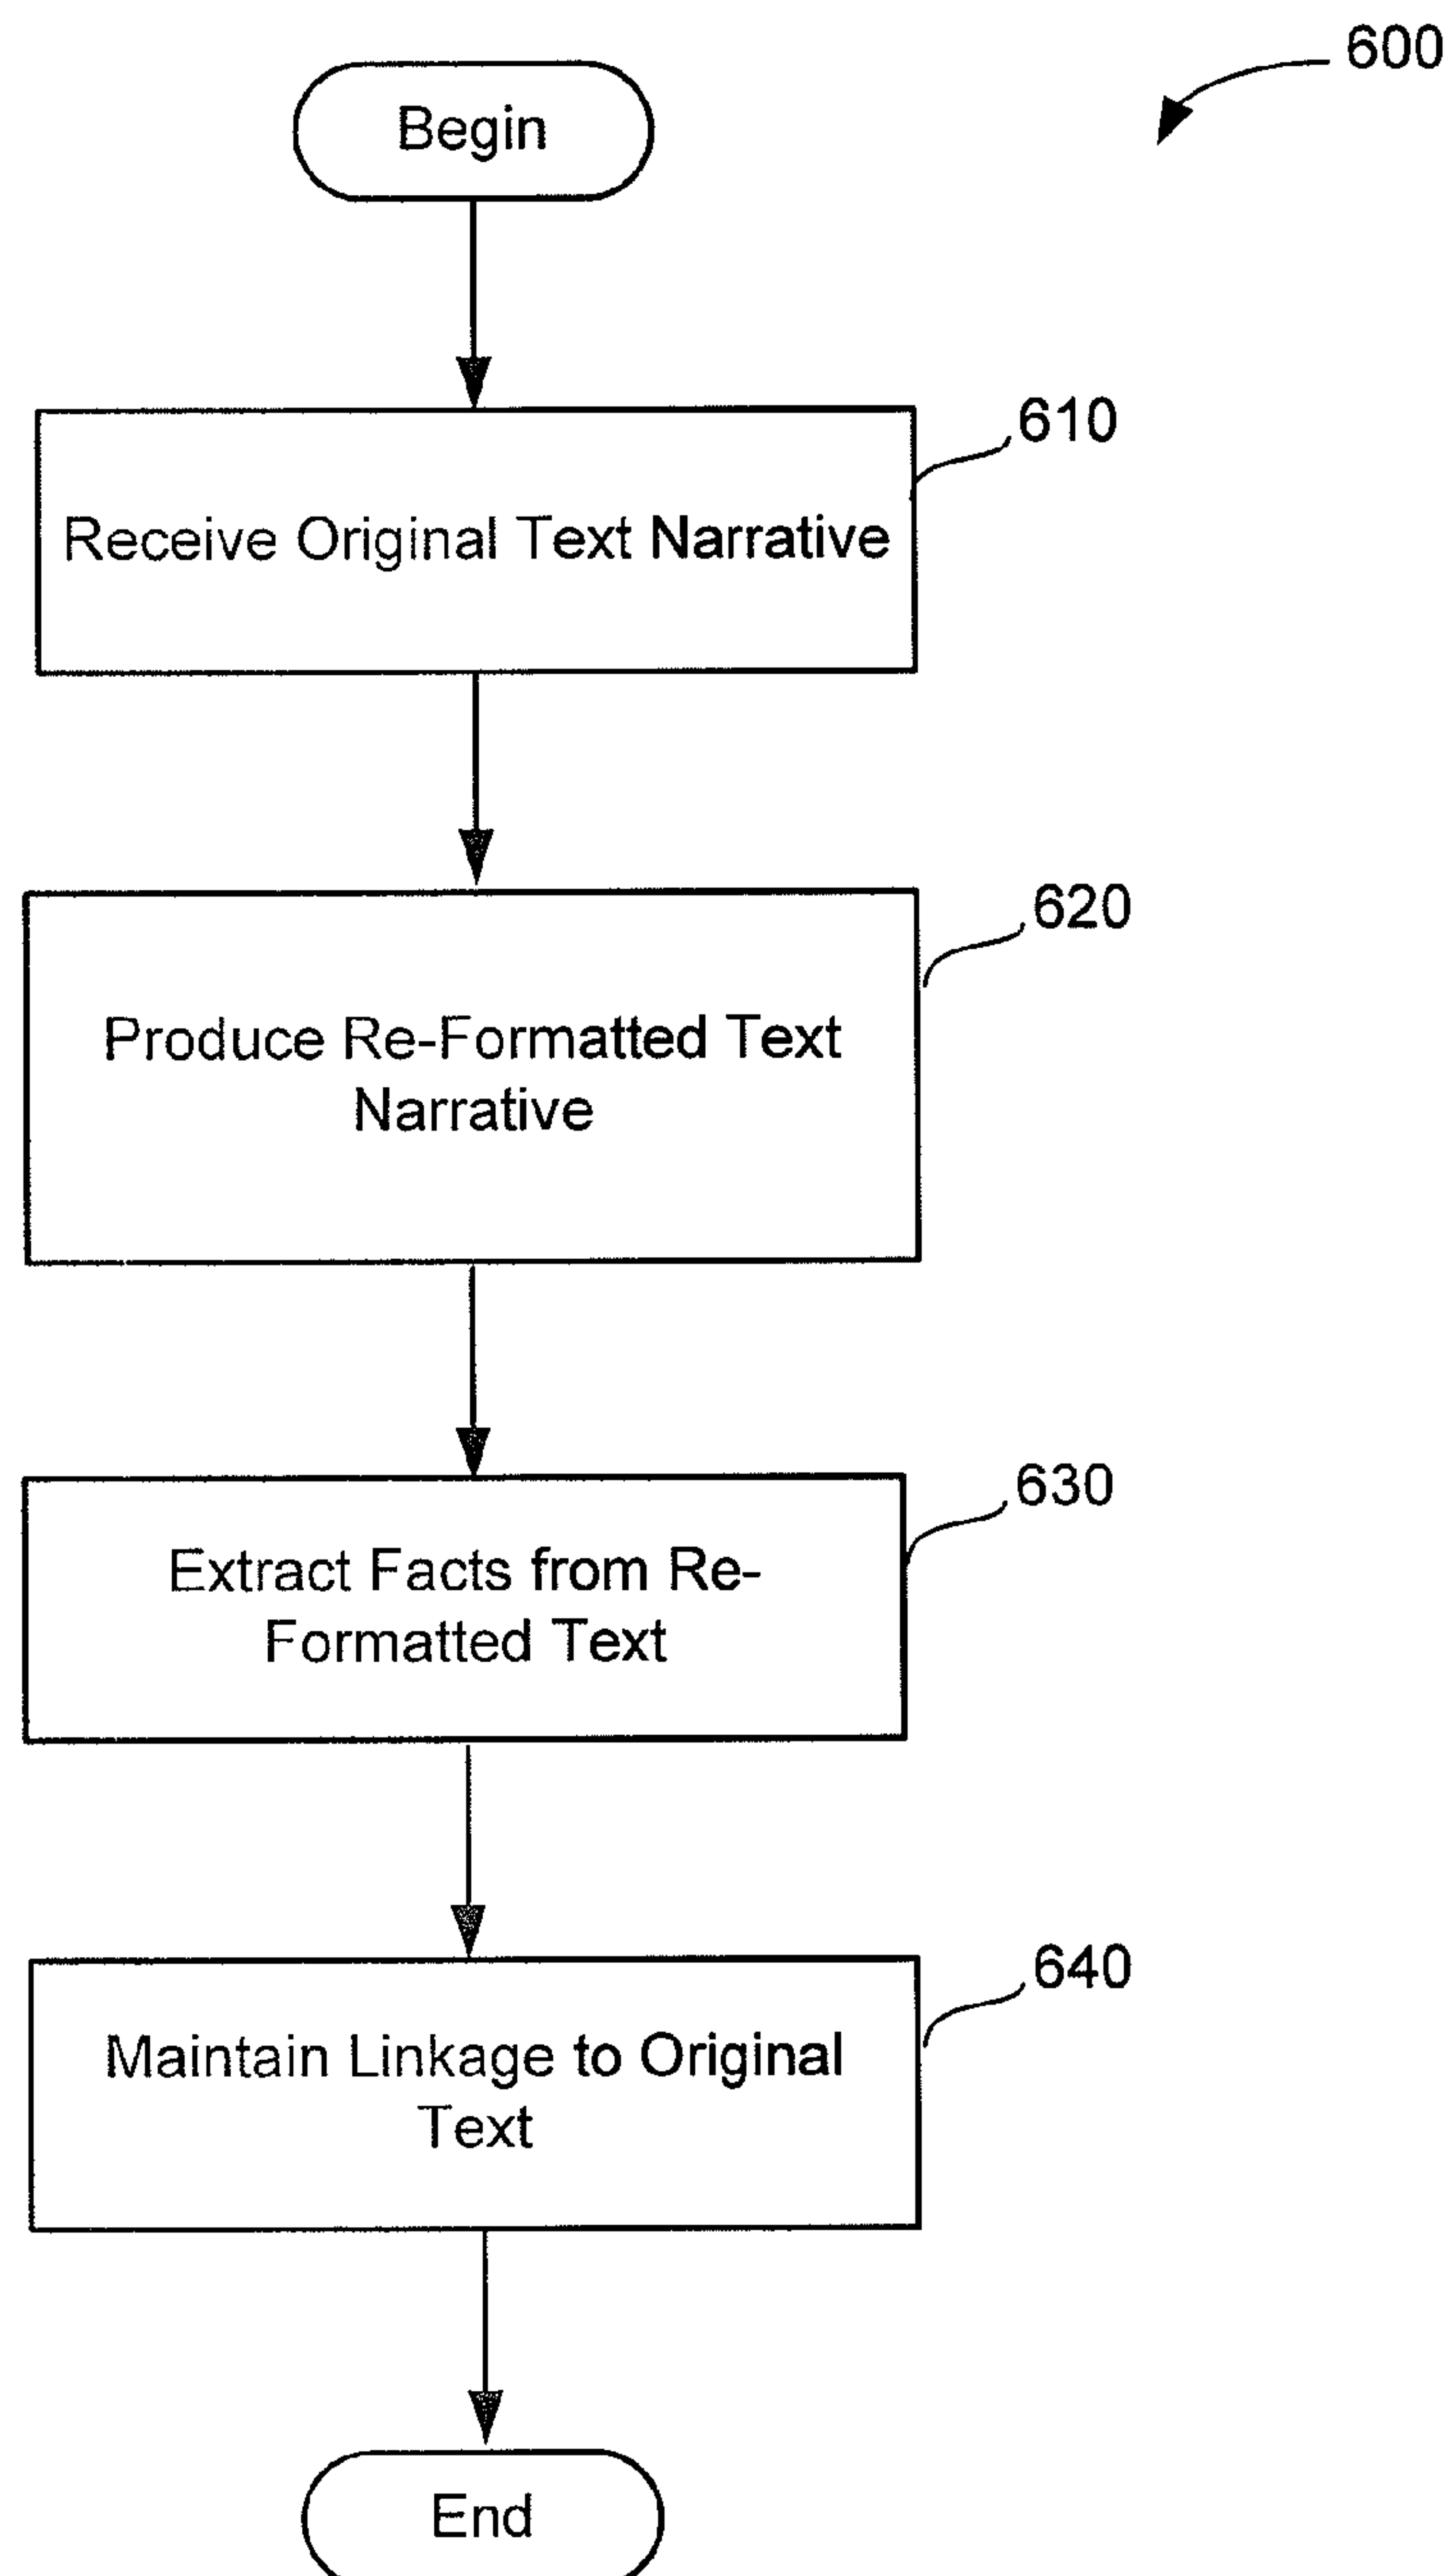 600
Begin
610
Receive Original Text Narrative
620
Produce Re-Formatted Text
Narrative
630
Extract Facts from Re-
Formatted Text
640
Maintain Linkage to Original
Text
End